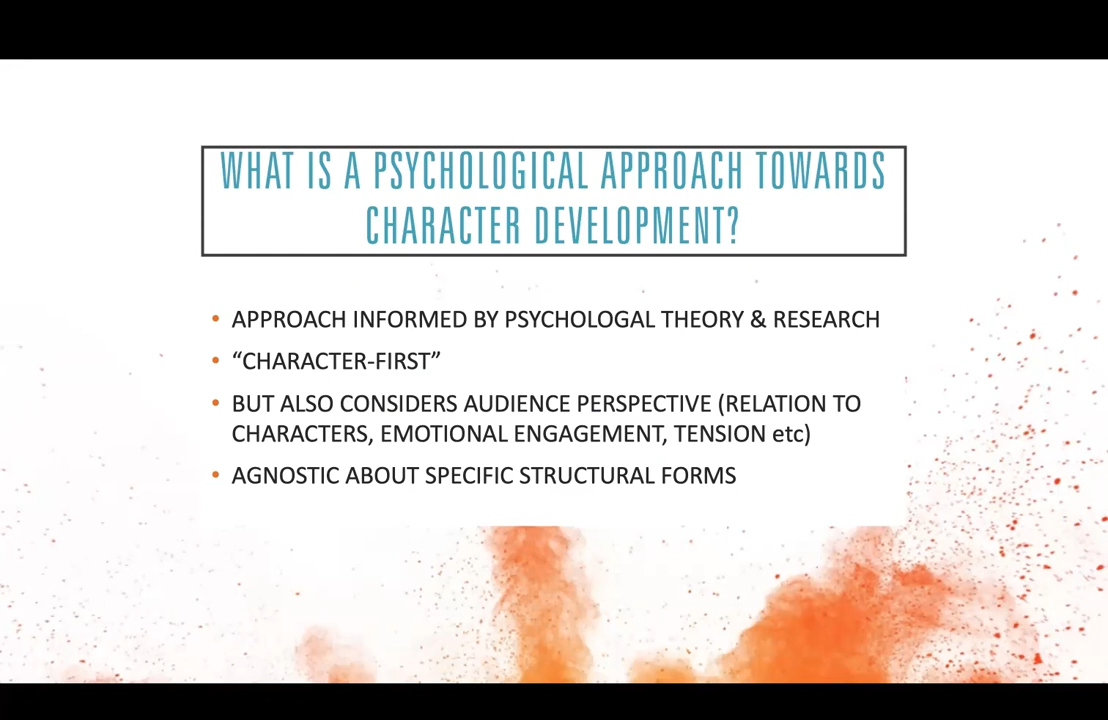 WHAT IS A PSYCHOLOGICAL APPROACH TOWARDS
CHARACTER DEVELOPMENT?
• APPROACH INFORMED BY PSYCHOLOGAL THEORY & RESEARCH
• “CHARACTER-FIRST”
• BUT ALSO CONSIDERS AUDIENCE PERSPECTIVE (RELATION TO
CHARACTERS, EMOTIONAL ENGAGEMENT, TENSION etc)
• AGNOSTIC ABOUT SPECIFIC STRUCTURAL FORMS